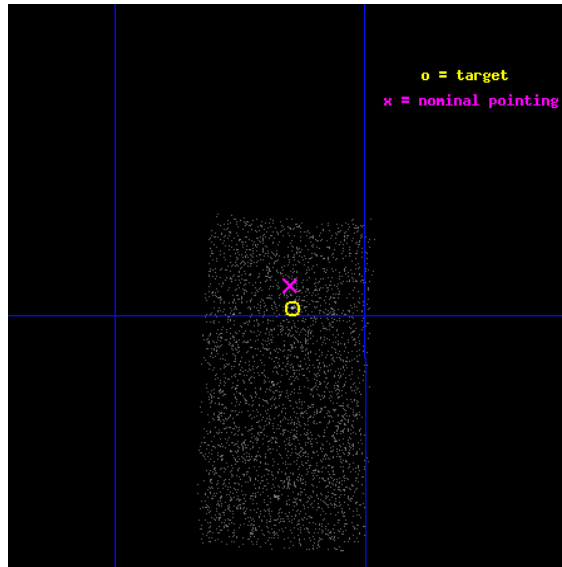 o = target
x = nominal pointing